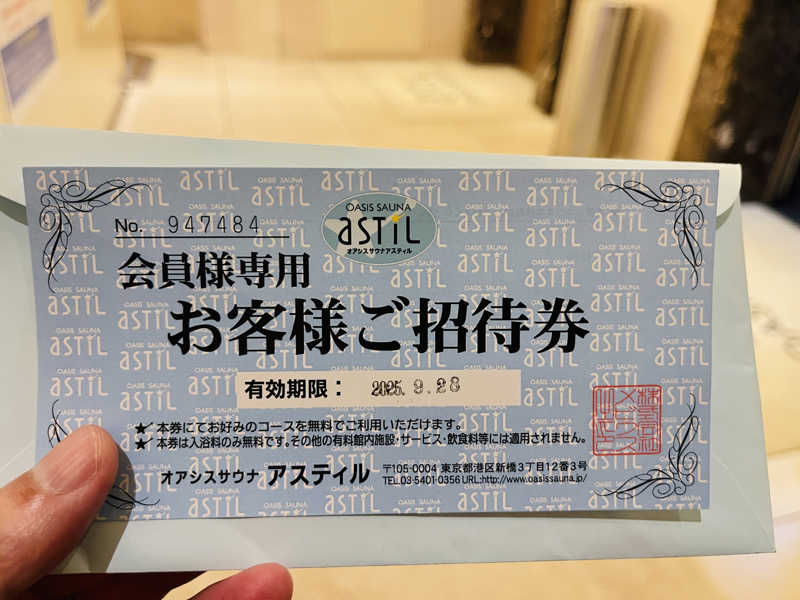 No. 947484
OASIS SAUNA
astiL
オアシスサウナアスティル
会員様専用
お客様ご招待券
有効期限： 2025. 9. 28
★ 本券にてお好みのコースを無料でご利用いただけます。
★ 本券は入浴料のみ無料です。その他の有料館内施設・サービス・飲食料等には適用されません。
オアシスサウナ アスティル
〒105-0004 東京都港区新橋3丁目12番3号
TEL.03-5401-0356 URL:http://www.oasissauna.jp/